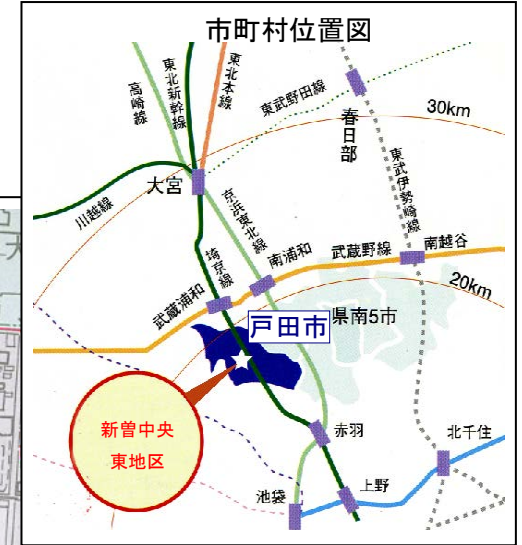 市町村位置図
高崎線
東北新幹線
東北本線
東武野田線
春日部
30km
東武伊勢崎線
大宮
川越線
京浜東北線
埼京線
南浦和
武蔵野線
南越谷
武蔵浦和
20km
戸田市
県南5市
新曽中央
東地区
赤羽
北千住
池袋
上野